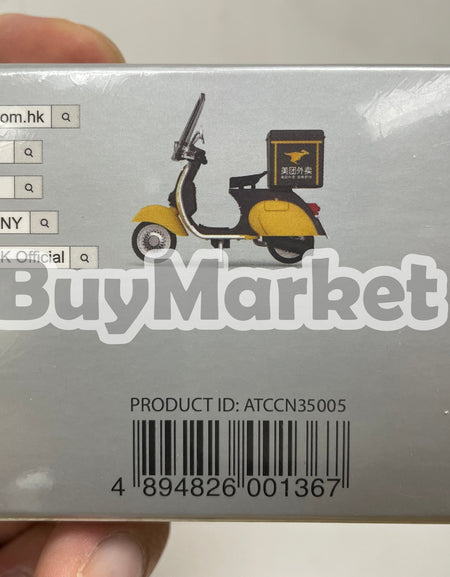 om.hk
美团外卖
NY
K Official
BuyMarket
PRODUCT ID: ATCCN35005
4 894826 001367